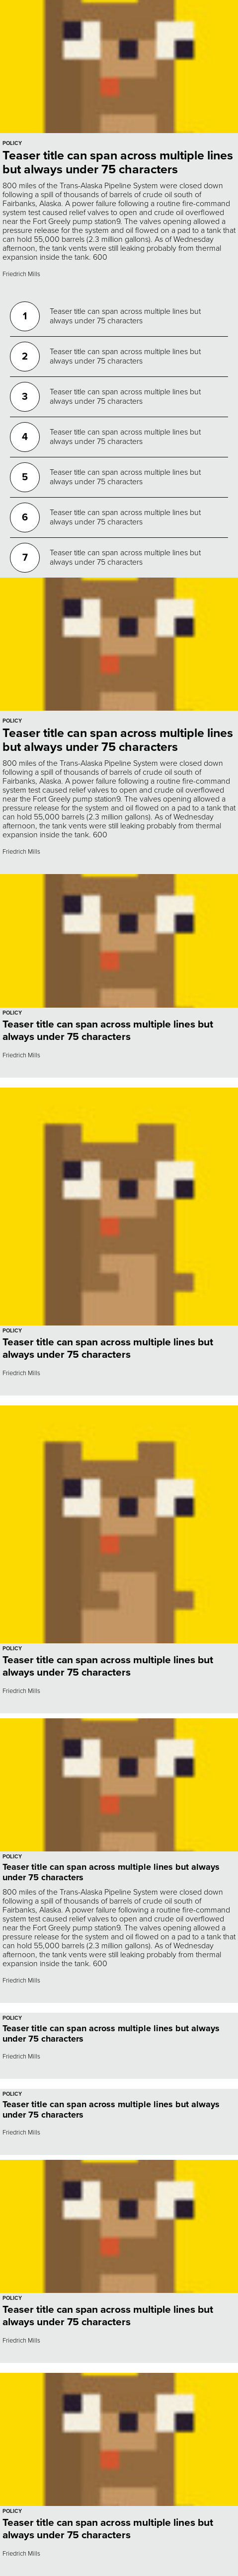 POLICY
Teaser title can span across multiple lines
but always under 75 characters
800 miles of the Trans-Alaska Pipeline System were closed down
following a spill of thousands of barrels of crude oil south of
Fairbanks, Alaska. A power failure following a routine fire-command
system test caused relief valves to open and crude oil overflowed
near the Fort Greely pump station9. The valves opening allowed a
pressure release for the system and oil flowed on a pad to a tank that
can hold 55,000 barrels (2.3 million gallons). As of Wednesday
afternoon, the tank vents were still leaking probably from thermal
expansion inside the tank. 600
Friedrich Mills
1
Teaser title can span across multiple lines but
always under 75 characters
2
Teaser title can span across multiple lines but
always under 75 characters
3
Teaser title can span across multiple lines but
always under 75 characters
4
Teaser title can span across multiple lines but
always under 75 characters
5
Teaser title can span across multiple lines but
always under 75 characters
6
Teaser title can span across multiple lines but
always under 75 characters
7
Teaser title can span across multiple lines but
always under 75 characters
POLICY
Teaser title can span across multiple lines
but always under 75 characters
800 miles of the Trans-Alaska Pipeline System were closed down
following a spill of thousands of barrels of crude oil south of
Fairbanks, Alaska. A power failure following a routine fire-command
system test caused relief valves to open and crude oil overflowed
near the Fort Greely pump station9. The valves opening allowed a
pressure release for the system and oil flowed on a pad to a tank that
can hold 55,000 barrels (2.3 million gallons). As of Wednesday
afternoon, the tank vents were still leaking probably from thermal
expansion inside the tank. 600
Friedrich Mills
POLICY
Teaser title can span across multiple lines but
always under 75 characters
Friedrich Mills
POLICY
Teaser title can span across multiple lines but
always under 75 characters
Friedrich Mills
POLICY
Teaser title can span across multiple lines but
always under 75 characters
Friedrich Mills
POLICY
Teaser title can span across multiple lines but always
under 75 characters
800 miles of the Trans-Alaska Pipeline System were closed down
following a spill of thousands of barrels of crude oil south of
Fairbanks, Alaska. A power failure following a routine fire-command
system test caused relief valves to open and crude oil overflowed
near the Fort Greely pump station9. The valves opening allowed a
pressure release for the system and oil flowed on a pad to a tank that
can hold 55,000 barrels (2.3 million gallons). As of Wednesday
afternoon, the tank vents were still leaking probably from thermal
expansion inside the tank. 600
Friedrich Mills
POLICY
Teaser title can span across multiple lines but always
under 75 characters
Friedrich Mills
POLICY
Teaser title can span across multiple lines but always
under 75 characters
Friedrich Mills
POLICY
Teaser title can span across multiple lines but
always under 75 characters
Friedrich Mills
POLICY
Teaser title can span across multiple lines but
always under 75 characters
Friedrich Mills